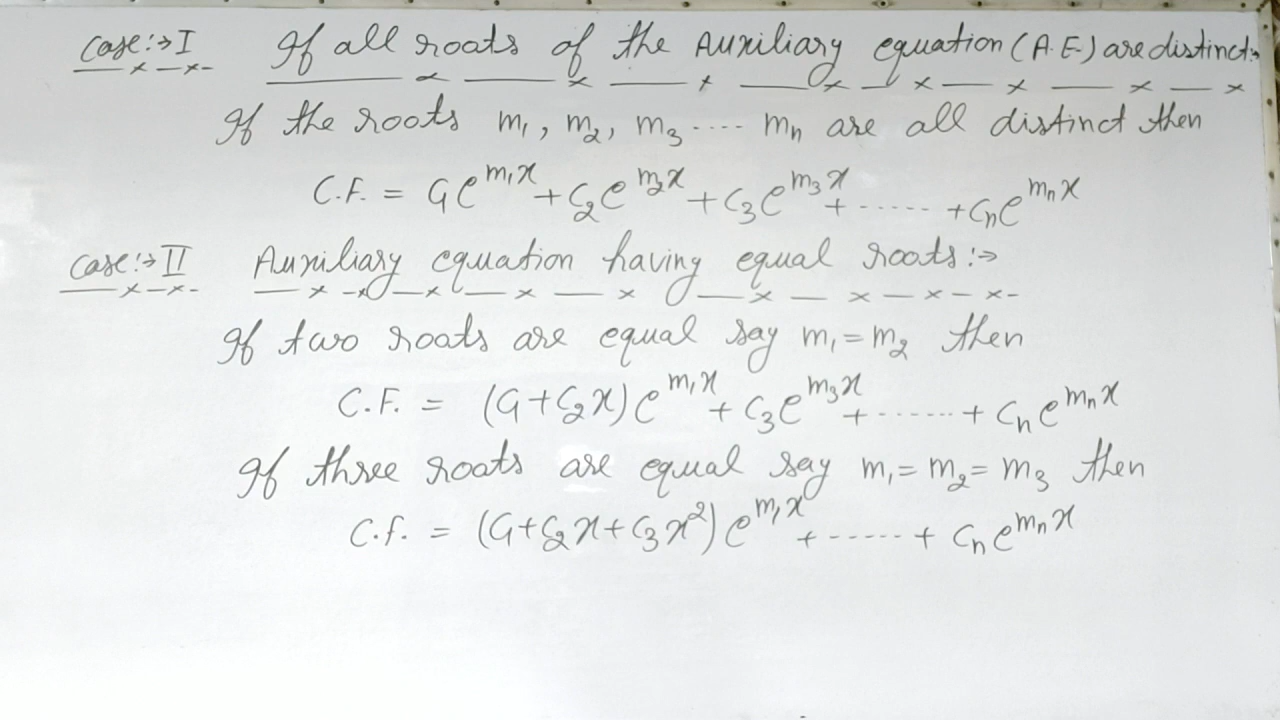 Case:→ I If all roots of the Auxiliary equation (A.E.) are distinct:→
If the roots m₁, m₂, m₃ .... mₙ are all distinct then
C.F. = C₁e^{m₁x} + C₂e^{m₂x} + C₃e^{m₃x} + ...... + Cₙe^{mₙx}
Case:→ II Auxiliary equation having equal roots:→
If two roots are equal say m₁ = m₂ then
C.F. = (C₁+C₂x)e^{m₁x} + C₃e^{m₃x} + ....... + Cₙe^{mₙx}
If three roots are equal say m₁ = m₂ = m₃ then
C.f. = (C₁+C₂x+C₃x²)e^{m₁x} + ...... + Cₙe^{mₙx}